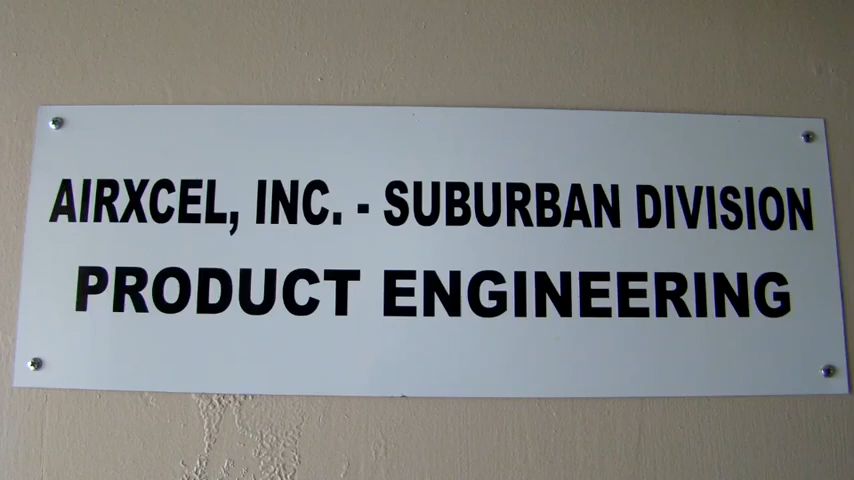 AIRXCEL, INC. - SUBURBAN DIVISION
PRODUCT ENGINEERING